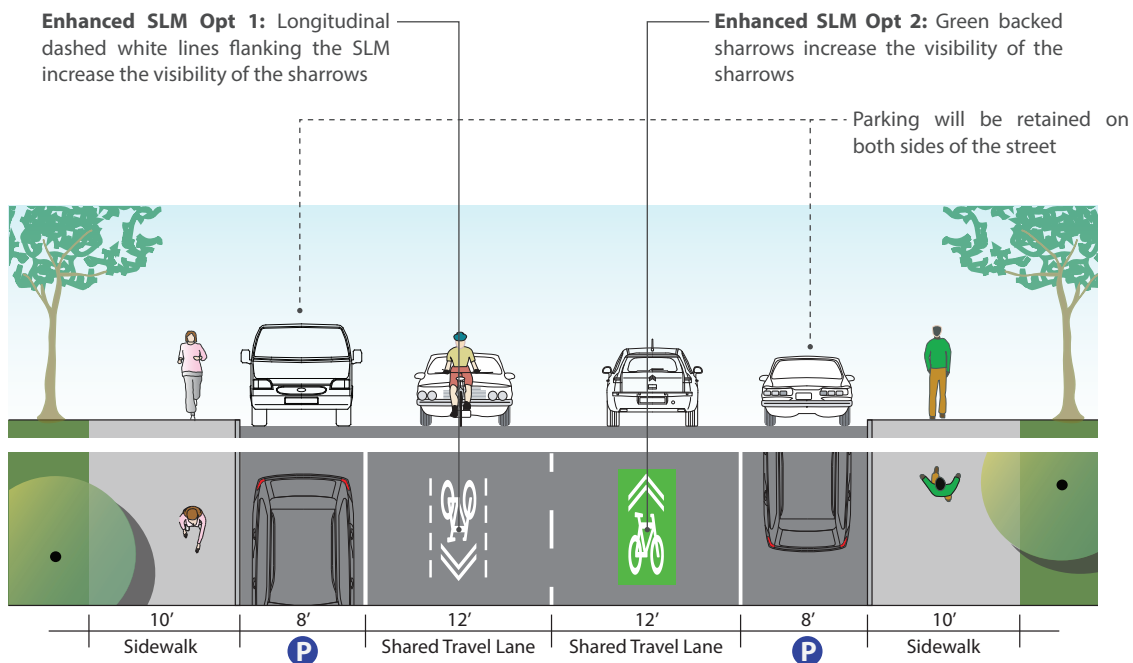 Enhanced SLM Opt 1: Longitudinal
dashed white lines flanking the SLM
increase the visibility of the sharrows
Enhanced SLM Opt 2: Green backed
sharrows increase the visibility of the
sharrows
Parking will be retained on
both sides of the street
10’ 8’ 12’ 12’ 8’ 10’
Sidewalk P Shared Travel Lane Shared Travel Lane P Sidewalk